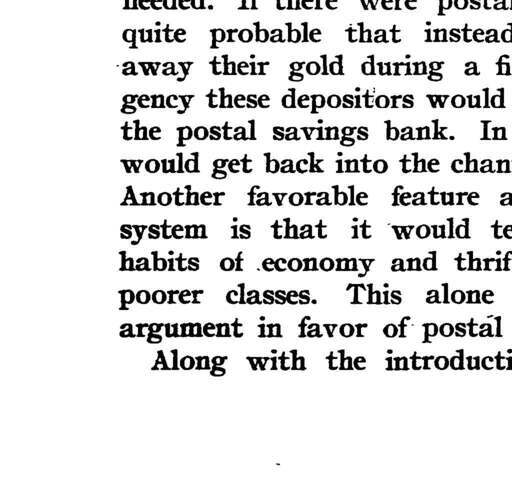 needed. If there were postal
quite probable that instead
away their gold during a fi
gency these depositors would
the postal savings bank. In
would get back into the chan
Another favorable feature a
system is that it would te
habits of economy and thrif
poorer classes. This alone
argument in favor of postal
Along with the introducti